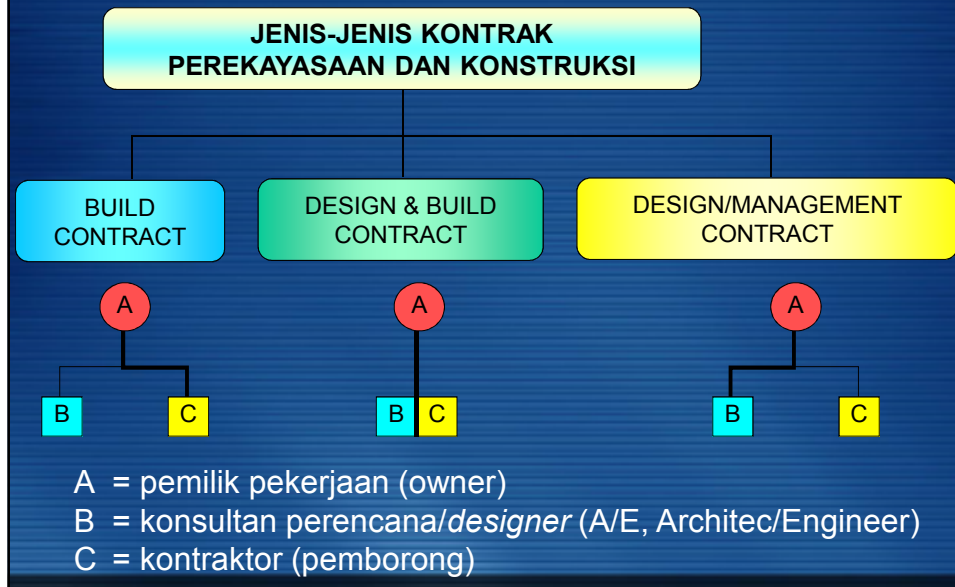 JENIS-JENIS KONTRAK
PEREKAYASAAN DAN KONSTRUKSI
BUILD
CONTRACT
DESIGN & BUILD
CONTRACT
DESIGN/MANAGEMENT
CONTRACT
A
A
A
B
C
B
C
B
C
A = pemilik pekerjaan (owner)
B = konsultan perencana/designer (A/E, Architec/Engineer)
C = kontraktor (pemborong)